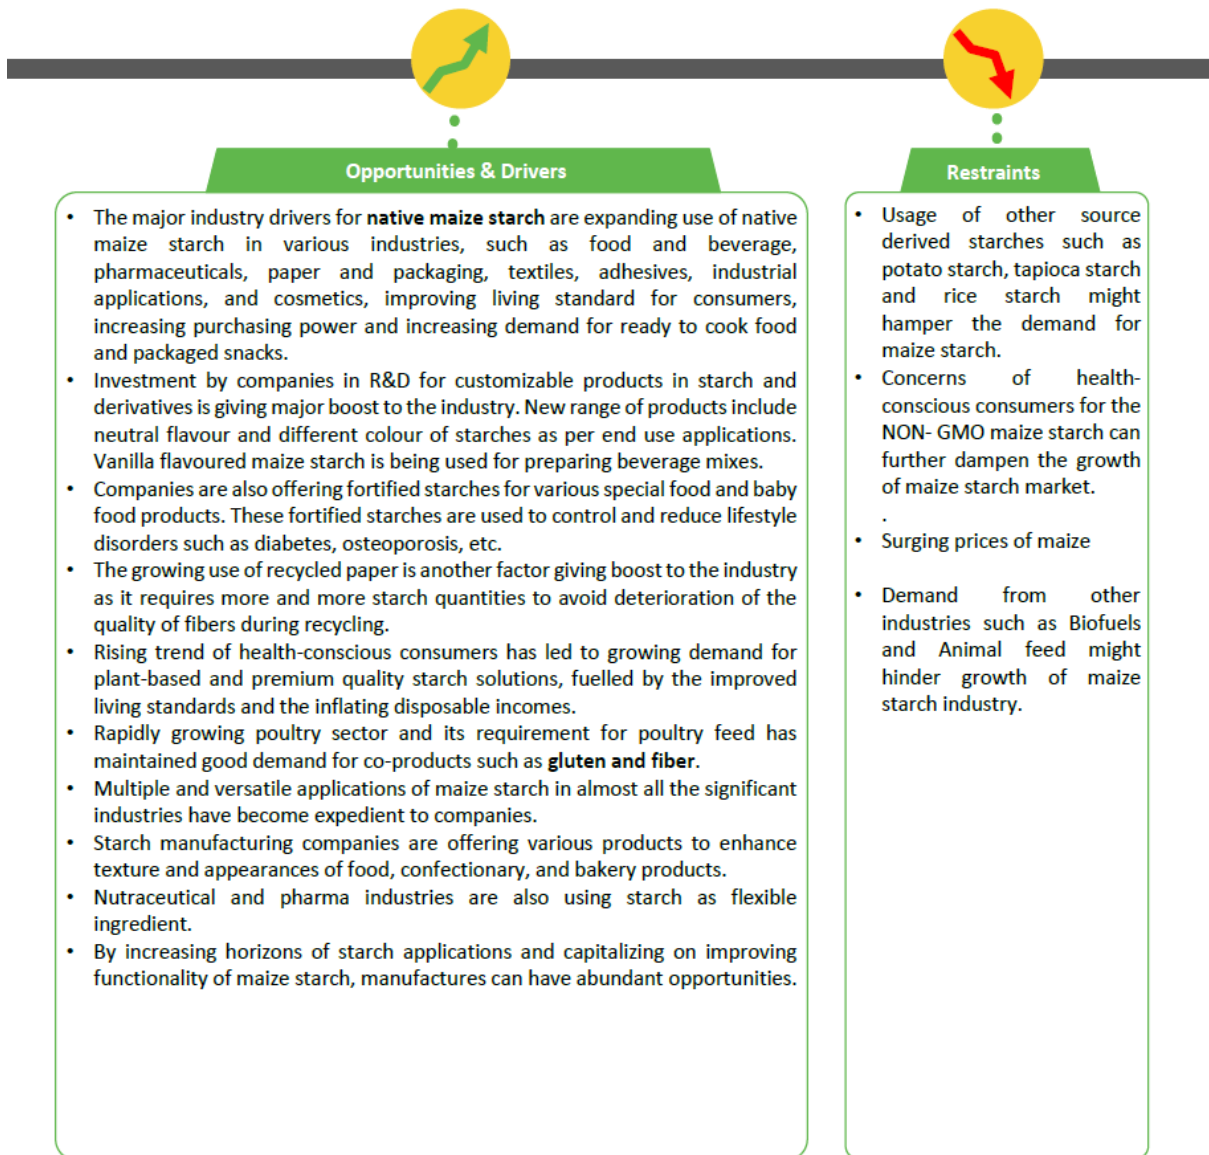 Opportunities & Drivers
• The major industry drivers for native maize starch are expanding use of native
maize starch in various industries, such as food and beverage,
pharmaceuticals, paper and packaging, textiles, adhesives, industrial
applications, and cosmetics, improving living standard for consumers,
increasing purchasing power and increasing demand for ready to cook food
and packaged snacks.
• Investment by companies in R&D for customizable products in starch and
derivatives is giving major boost to the industry. New range of products include
neutral flavour and different colour of starches as per end use applications.
Vanilla flavoured maize starch is being used for preparing beverage mixes.
• Companies are also offering fortified starches for various special food and baby
food products. These fortified starches are used to control and reduce lifestyle
disorders such as diabetes, osteoporosis, etc.
• The growing use of recycled paper is another factor giving boost to the industry
as it requires more and more starch quantities to avoid deterioration of the
quality of fibers during recycling.
• Rising trend of health-conscious consumers has led to growing demand for
plant-based and premium quality starch solutions, fuelled by the improved
living standards and the inflating disposable incomes.
• Rapidly growing poultry sector and its requirement for poultry feed has
maintained good demand for co-products such as gluten and fiber.
• Multiple and versatile applications of maize starch in almost all the significant
industries have become expedient to companies.
• Starch manufacturing companies are offering various products to enhance
texture and appearances of food, confectionary, and bakery products.
• Nutraceutical and pharma industries are also using starch as flexible
ingredient.
• By increasing horizons of starch applications and capitalizing on improving
functionality of maize starch, manufactures can have abundant opportunities.
Restraints
• Usage of other source
derived starches such as
potato starch, tapioca starch
and rice starch might
hamper the demand for
maize starch.
• Concerns of health-
conscious consumers for the
NON- GMO maize starch can
further dampen the growth
of maize starch market.
.
• Surging prices of maize
• Demand from other
industries such as Biofuels
and Animal feed might
hinder growth of maize
starch industry.